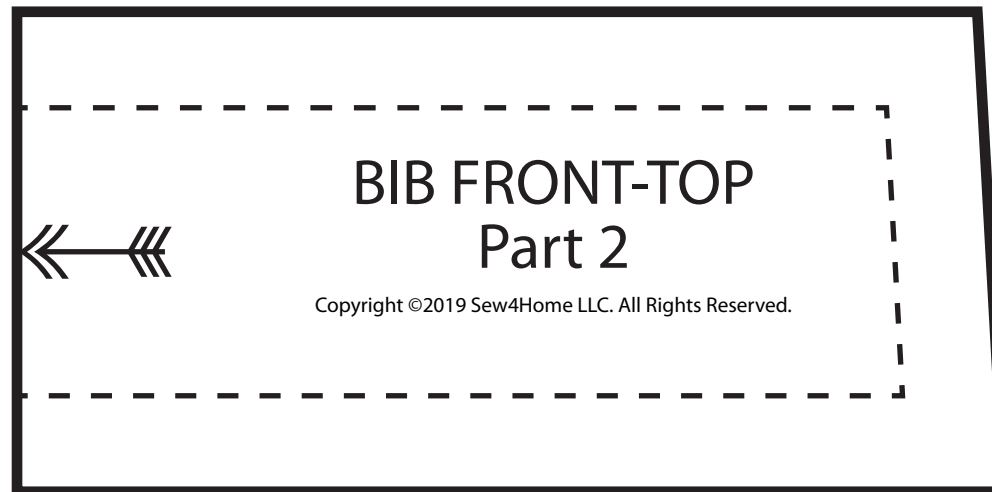 BIB FRONT-TOP
Part 2
Copyright ©2019 Sew4Home LLC. All Rights Reserved.